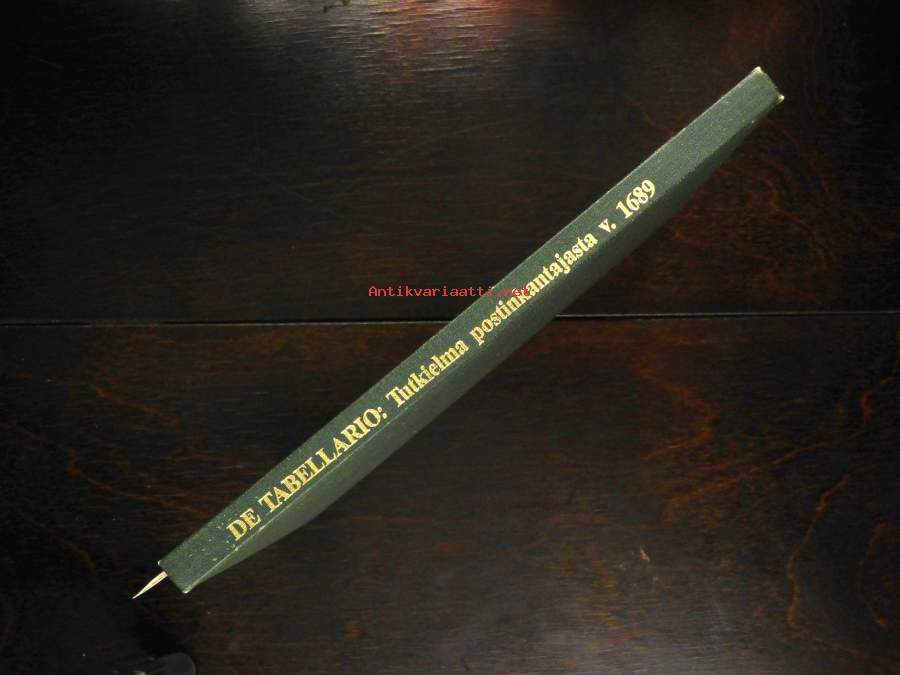 DE TABELLARIO: Tutkielma postinkantajasta v. 1689
Antikvariaatti.net